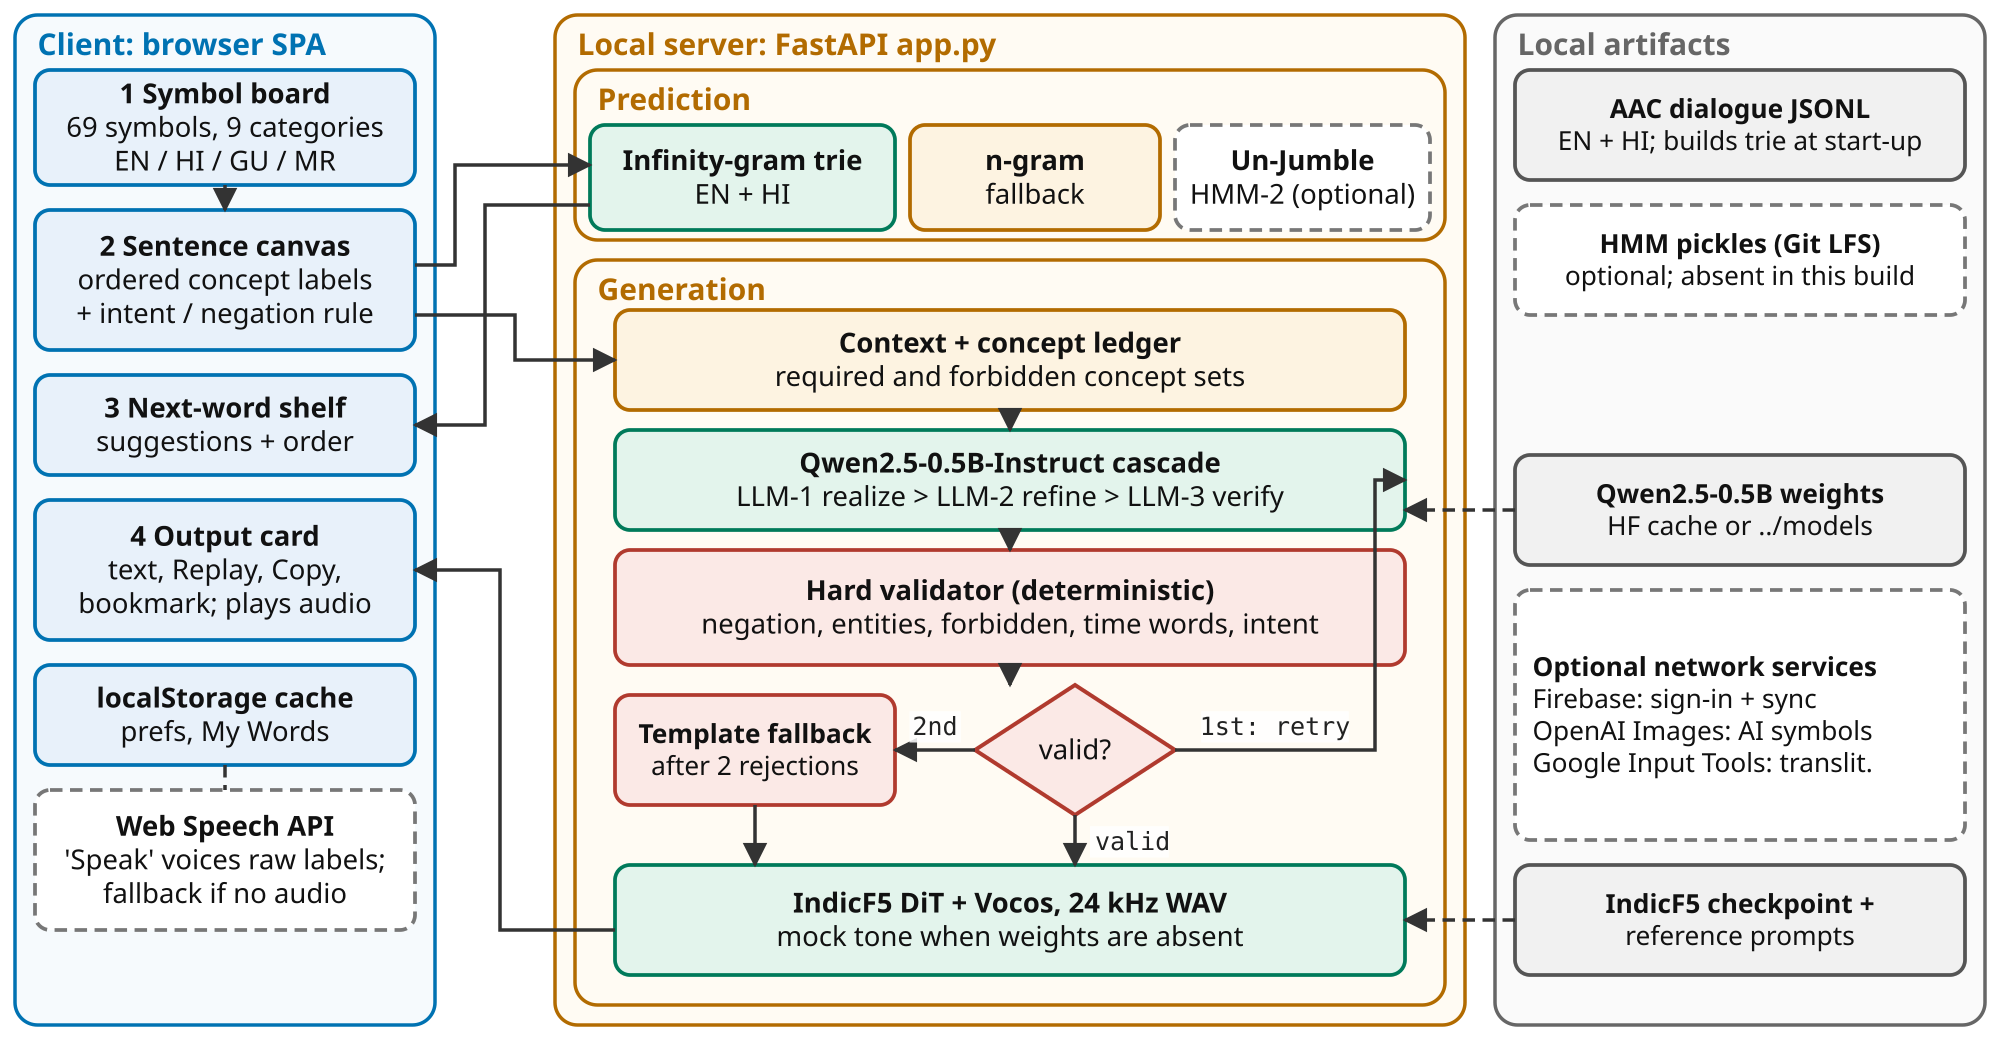 Client: browser SPA
1 Symbol board
69 symbols, 9 categories
EN / HI / GU / MR
2 Sentence canvas
ordered concept labels
+ intent / negation rule
3 Next-word shelf
suggestions + order
4 Output card
text, Replay, Copy,
bookmark; plays audio
localStorage cache
prefs, My Words
Web Speech API
'Speak' voices raw labels;
fallback if no audio
Local server: FastAPI app.py
Prediction
Infinity-gram trie
EN + HI
n-gram
fallback
Un-Jumble
HMM-2 (optional)
Generation
Context + concept ledger
required and forbidden concept sets
Qwen2.5-0.5B-Instruct cascade
LLM-1 realize > LLM-2 refine > LLM-3 verify
Hard validator (deterministic)
negation, entities, forbidden, time words, intent
Template fallback
after 2 rejections
2nd
valid?
1st: retry
valid
IndicF5 DiT + Vocos, 24 kHz WAV
mock tone when weights are absent
Local artifacts
AAC dialogue JSONL
EN + HI; builds trie at start-up
HMM pickles (Git LFS)
optional; absent in this build
Qwen2.5-0.5B weights
HF cache or ../models
Optional network services
Firebase: sign-in + sync
OpenAI Images: AI symbols
Google Input Tools: translit.
IndicF5 checkpoint +
reference prompts